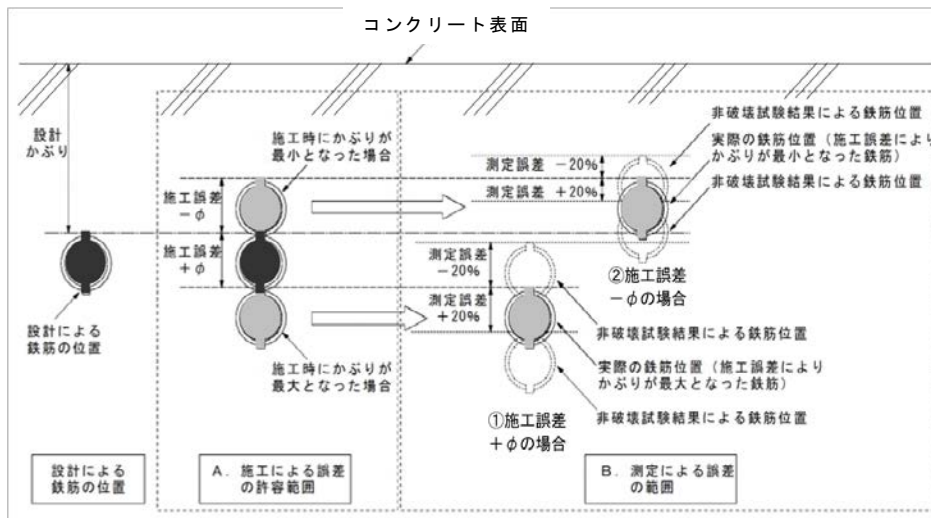 コンクリート表面
設計
かぶり
設計による
鉄筋の位置
設計による
鉄筋の位置
施工時にかぶりが
最小となった場合
施工誤差
－φ
施工誤差
＋φ
施工時にかぶりが
最大となった場合
A． 施工による誤差
の許容範囲
非破壊試験結果による鉄筋位置
実際の鉄筋位置（施工誤差により
かぶりが最小となった鉄筋）
非破壊試験結果による鉄筋位置
測定誤差 －20%
測定誤差 ＋20%
②施工誤差
－φの場合
測定誤差
－20%
測定誤差
＋20%
非破壊試験結果による鉄筋位置
実際の鉄筋位置（施工誤差により
かぶりが最大となった鉄筋）
非破壊試験結果による鉄筋位置
①施工誤差
＋φの場合
B． 測定による誤差
の範囲